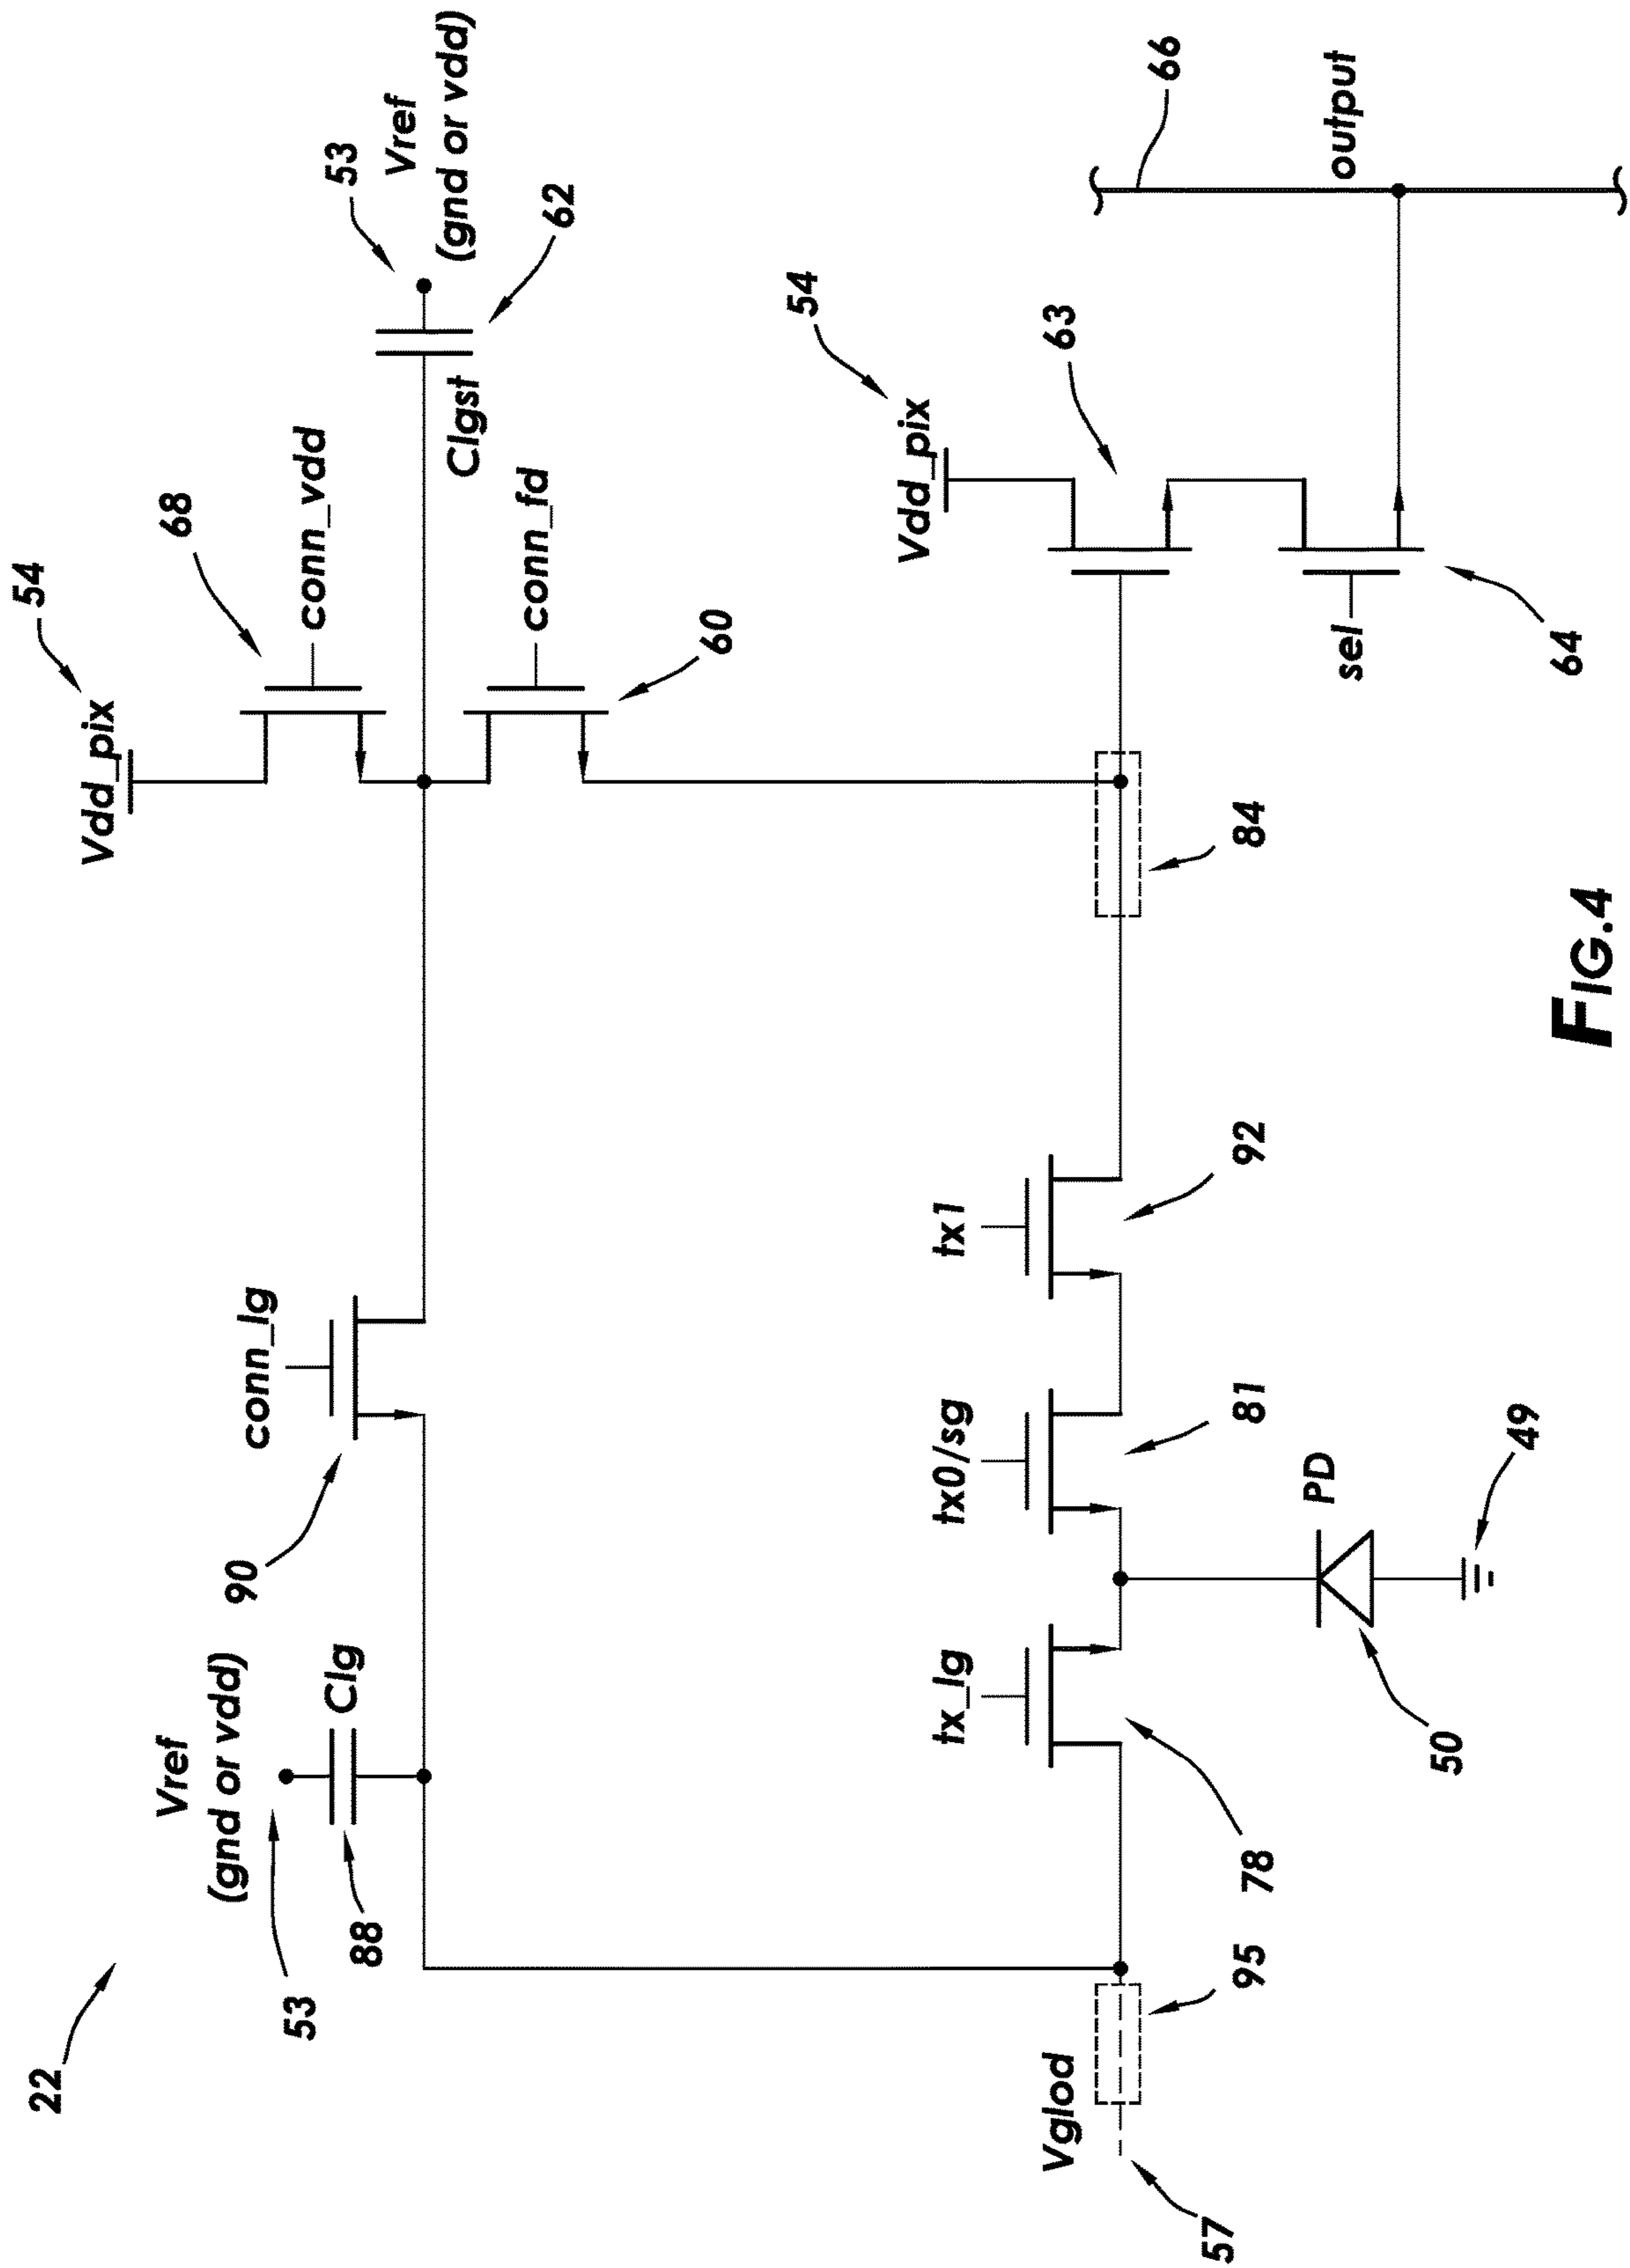 22
53
Vref
(gnd or vdd)
88
Clg
90
conn_lg
54
Vdd_pix
68
conn_vdd
conn_fd
60
Clgst
62
53
Vref
(gnd or vdd)
57
Vglod
95
78
tx_lg
50
PD
49
tx0/sg
81
tx1
92
84
54
Vdd_pix
63
sel
64
66
output
FIG.4